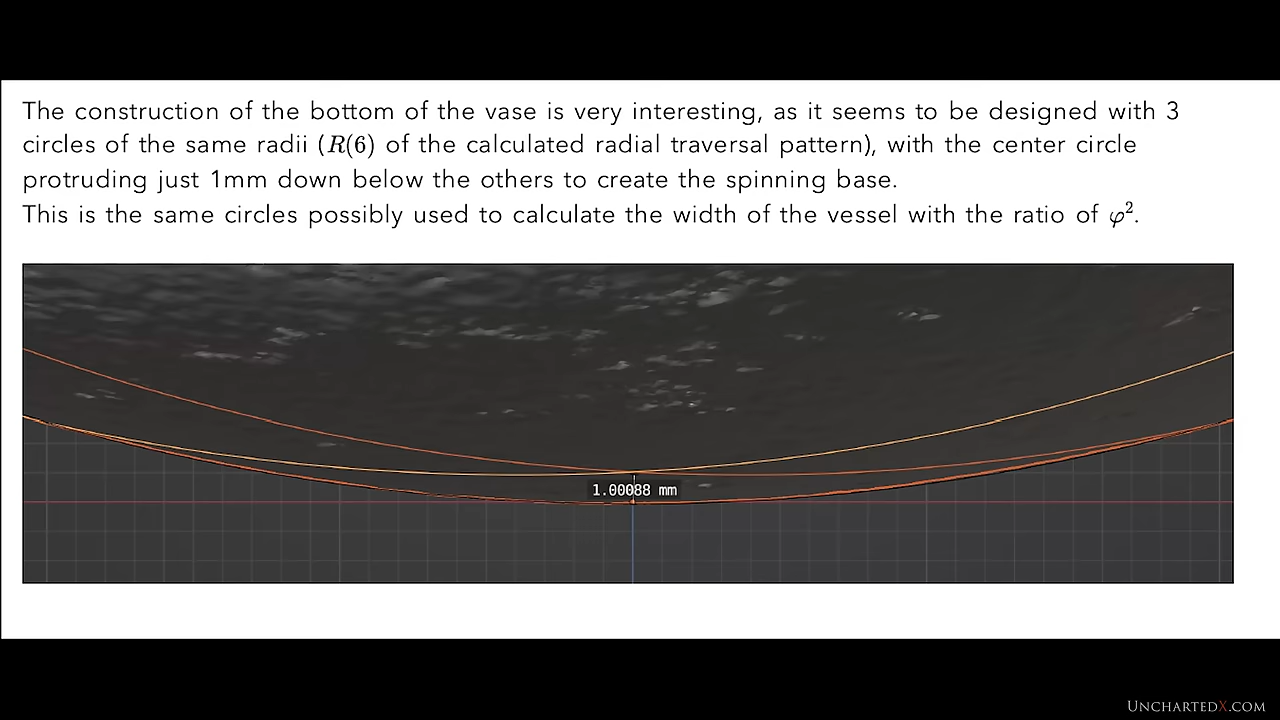 The construction of the bottom of the vase is very interesting, as it seems to be designed with 3
circles of the same radii (R(6) of the calculated radial traversal pattern), with the center circle
protruding just 1mm down below the others to create the spinning base.
This is the same circles possibly used to calculate the width of the vessel with the ratio of φ².
1.00088 mm
UNCHARTEDX.COM